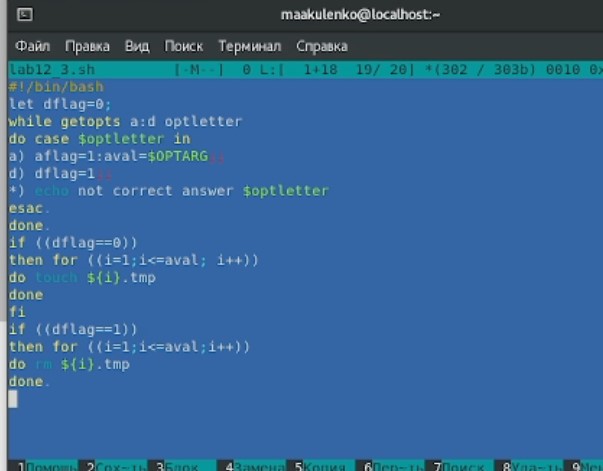 maakulenko@localhost:~
Файл Правка Вид Поиск Терминал Справка
lab12_3.sh [-M--] 0 L:[ 1+18 19/ 20] *(302 / 303b) 0010 0x
#!/bin/bash
let dflag=0;
while getopts a:d optletter
do case $optletter in
a) aflag=1:aval=$OPTARG;;
d) dflag=1;;
*) echo not correct answer $optletter
esac.
done.
if ((dflag==0))
then for ((i=1;i<=aval; i++))
do touch ${i}.tmp
done
fi
if ((dflag==1))
then for ((i=1;i<=aval;i++))
do rm ${i}.tmp
done.
1Помощь 2Сох~ть 3Блок 4Замена 5Копия 6Пер~ть 7Поиск 8Уда~ть 9